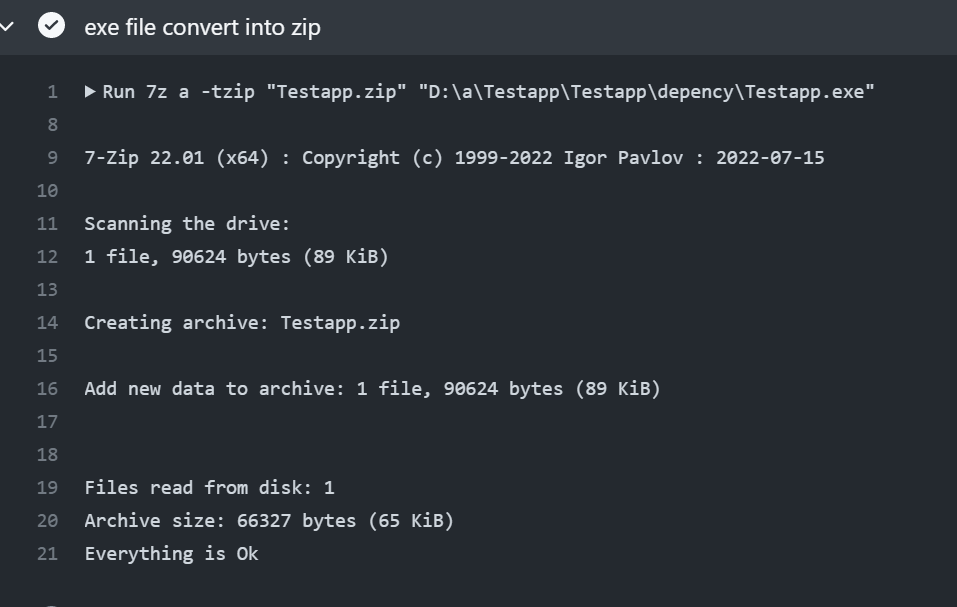 exe file convert into zip
1 Run 7z a -tzip "Testapp.zip" "D:\a\Testapp\Testapp\depency\Testapp.exe"
8
9 7-Zip 22.01 (x64) : Copyright (c) 1999-2022 Igor Pavlov : 2022-07-15
10
11 Scanning the drive:
12 1 file, 90624 bytes (89 KiB)
13
14 Creating archive: Testapp.zip
15
16 Add new data to archive: 1 file, 90624 bytes (89 KiB)
17
18
19 Files read from disk: 1
20 Archive size: 66327 bytes (65 KiB)
21 Everything is Ok